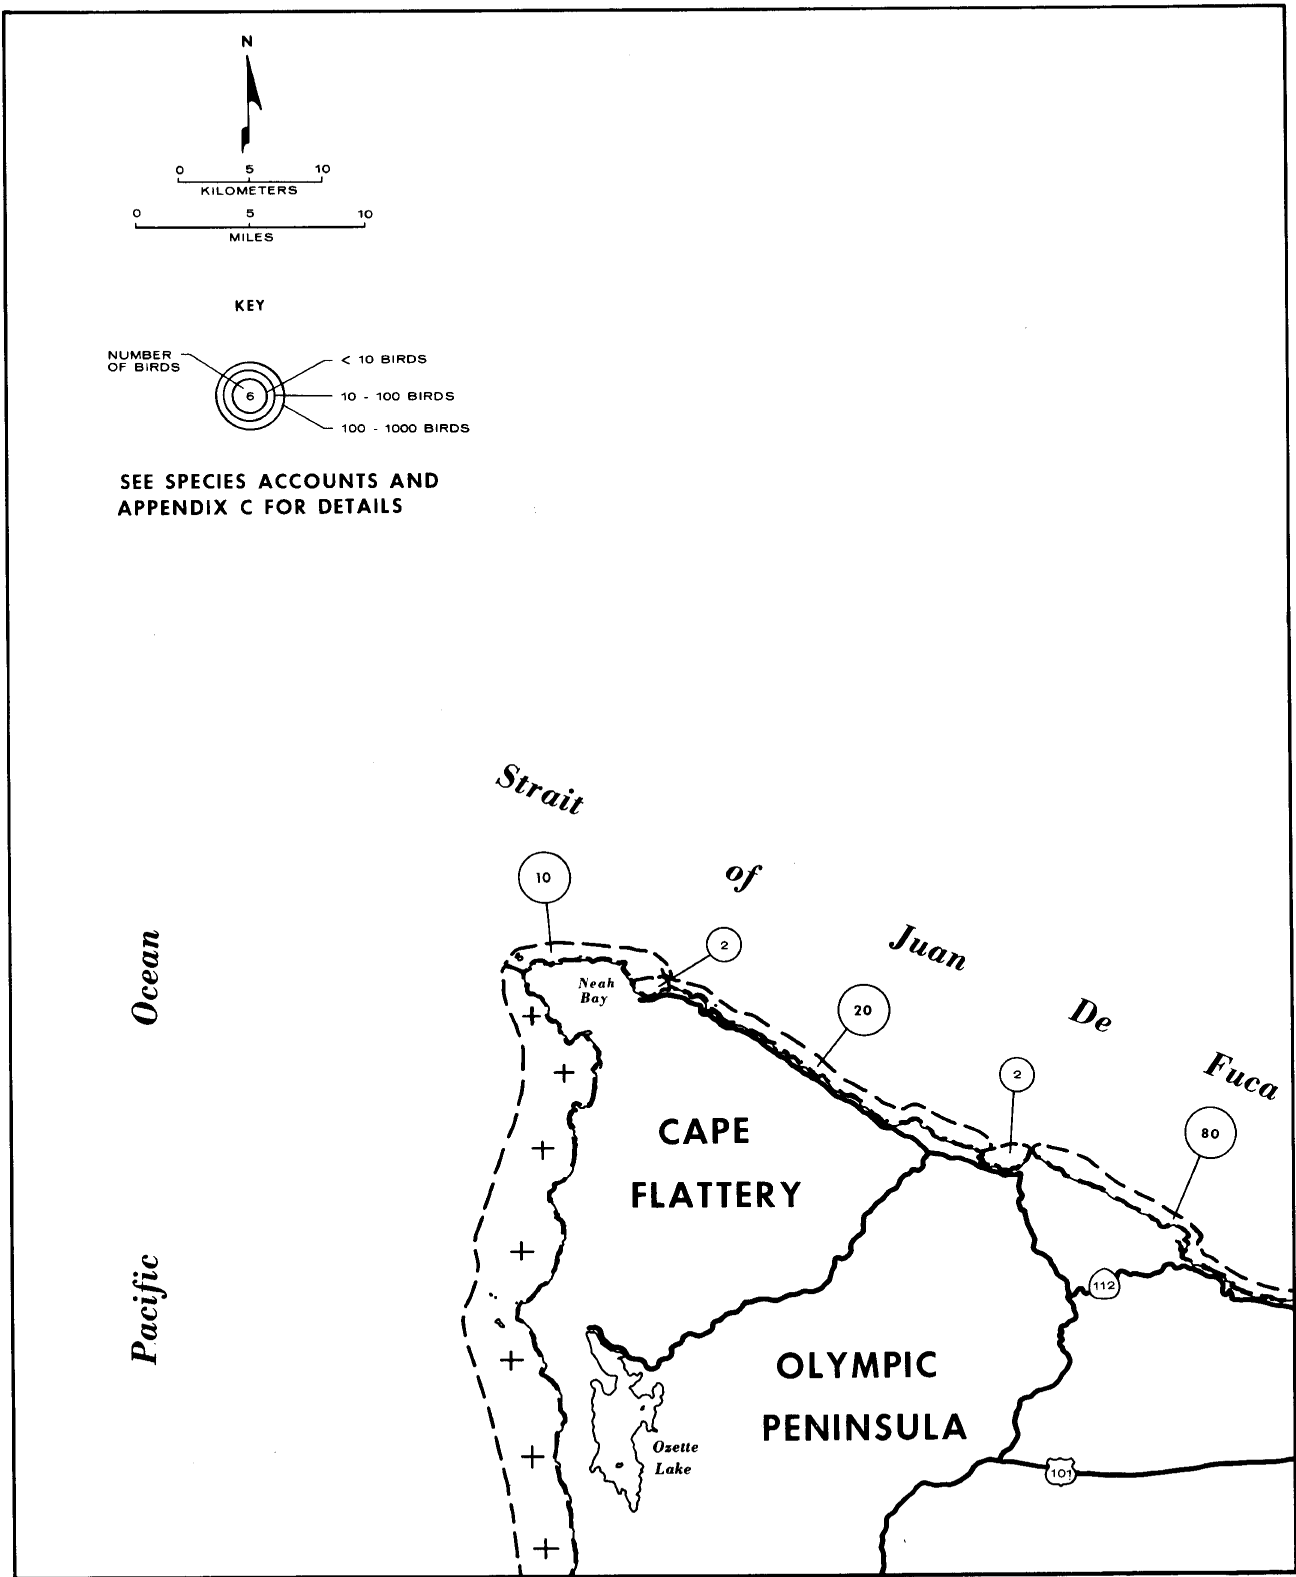 N
0 5 10
KILOMETERS
0 5 10
MILES
KEY
NUMBER
OF BIRDS
< 10 BIRDS
6
10 - 100 BIRDS
100 - 1000 BIRDS
SEE SPECIES ACCOUNTS AND
APPENDIX C FOR DETAILS
Strait
of
Juan
De
Fuca
10
2
20
2
80
Pacific Ocean
Neah
Bay
CAPE
FLATTERY
112
OLYMPIC
PENINSULA
Ozette
Lake
101